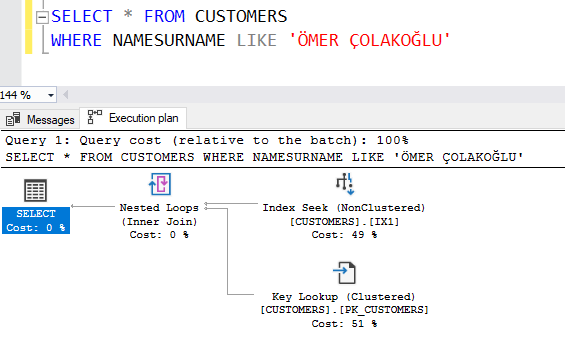 SELECT * FROM CUSTOMERS
WHERE NAMESURNAME LIKE 'ÖMER ÇOLAKOĞLU'
144 %
Messages Execution plan
Query 1: Query cost (relative to the batch): 100%
SELECT * FROM CUSTOMERS WHERE NAMESURNAME LIKE 'ÖMER ÇOLAKOĞLU'
SELECT
Cost: 0 %
Nested Loops
(Inner Join)
Cost: 0 %
Index Seek (NonClustered)
[CUSTOMERS].[IX1]
Cost: 49 %
Key Lookup (Clustered)
[CUSTOMERS].[PK_CUSTOMERS]
Cost: 51 %